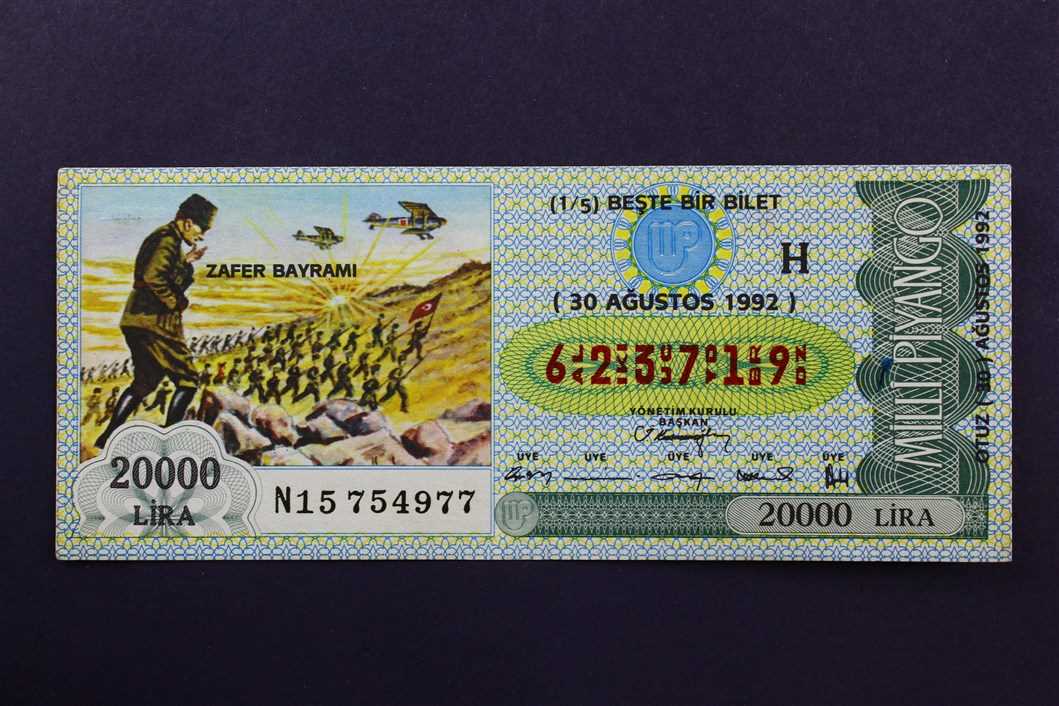 ZAFER BAYRAMI
20000
LİRA
N15 754977
(1/5) BEŞTE BİR BİLET
H
( 30 AĞUSTOS 1992 )
6 2 3 7 1 9
YÖNETİM KURULU
BAŞKAN
ÜYE ÜYE ÜYE ÜYE ÜYE
20000 LİRA
MİLLİ PİYANGO
OTUZ ( 30 ) AĞUSTOS 1992